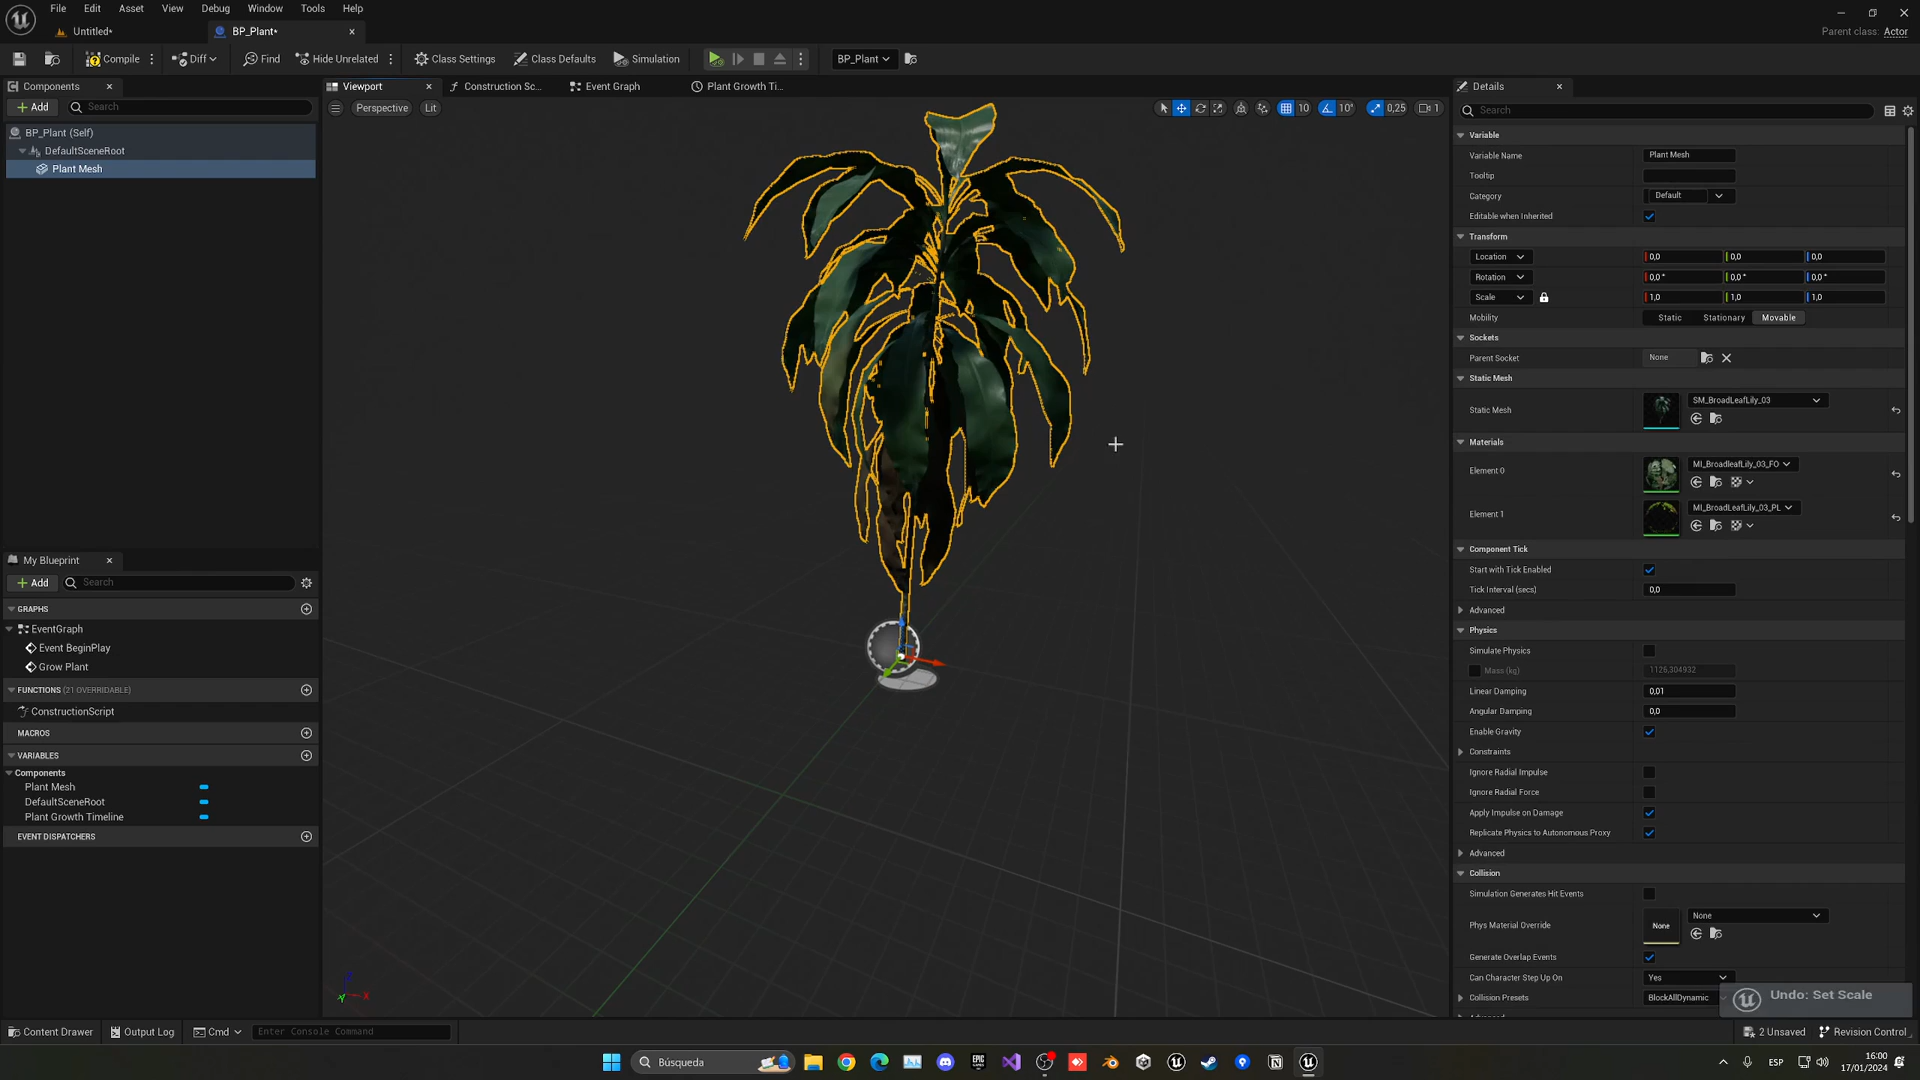 File Edit Asset View Debug Window Tools Help
Untitled* BP_Plant*
Parent class: Actor
Compile Diff Find Hide Unrelated Class Settings Class Defaults Simulation BP_Plant
Components
Viewport Construction Sc... Event Graph Plant Growth Ti...
Details
Add Search
Perspective Lit
10 10° 0,25 1
Search
BP_Plant (Self)
DefaultSceneRoot
Plant Mesh
Variable
Variable Name Plant Mesh
Tooltip
Category Default
Editable when Inherited
Transform
Location 0,0 0,0 0,0
Rotation 0,0 ° 0,0 ° 0,0 °
Scale 1,0 1,0 1,0
Mobility Static Stationary Movable
Sockets
Parent Socket None
Static Mesh
Static Mesh SM_BroadLeafLily_03
Materials
Element 0 MI_BroadleafLily_03_FO
Element 1 MI_BroadLeafLily_03_PL
Component Tick
Start with Tick Enabled
Tick Interval (secs) 0,0
Advanced
Physics
Simulate Physics
Mass (kg) 1126,304932
Linear Damping 0,01
Angular Damping 0,0
Enable Gravity
Constraints
Ignore Radial Impulse
Ignore Radial Force
Apply Impulse on Damage
Replicate Physics to Autonomous Proxy
Advanced
Collision
Simulation Generates Hit Events
Phys Material Override None None
Generate Overlap Events
Can Character Step Up On Yes
Collision Presets BlockAllDynamic
Undo: Set Scale
My Blueprint
Add Search
GRAPHS
EventGraph
Event BeginPlay
Grow Plant
FUNCTIONS (21 OVERRIDABLE)
ConstructionScript
MACROS
VARIABLES
Components
Plant Mesh
DefaultSceneRoot
Plant Growth Timeline
EVENT DISPATCHERS
Content Drawer Output Log Cmd Enter Console Command
2 Unsaved Revision Control
Búsqueda
EPIC GAMES
ESP
16:00
17/01/2024